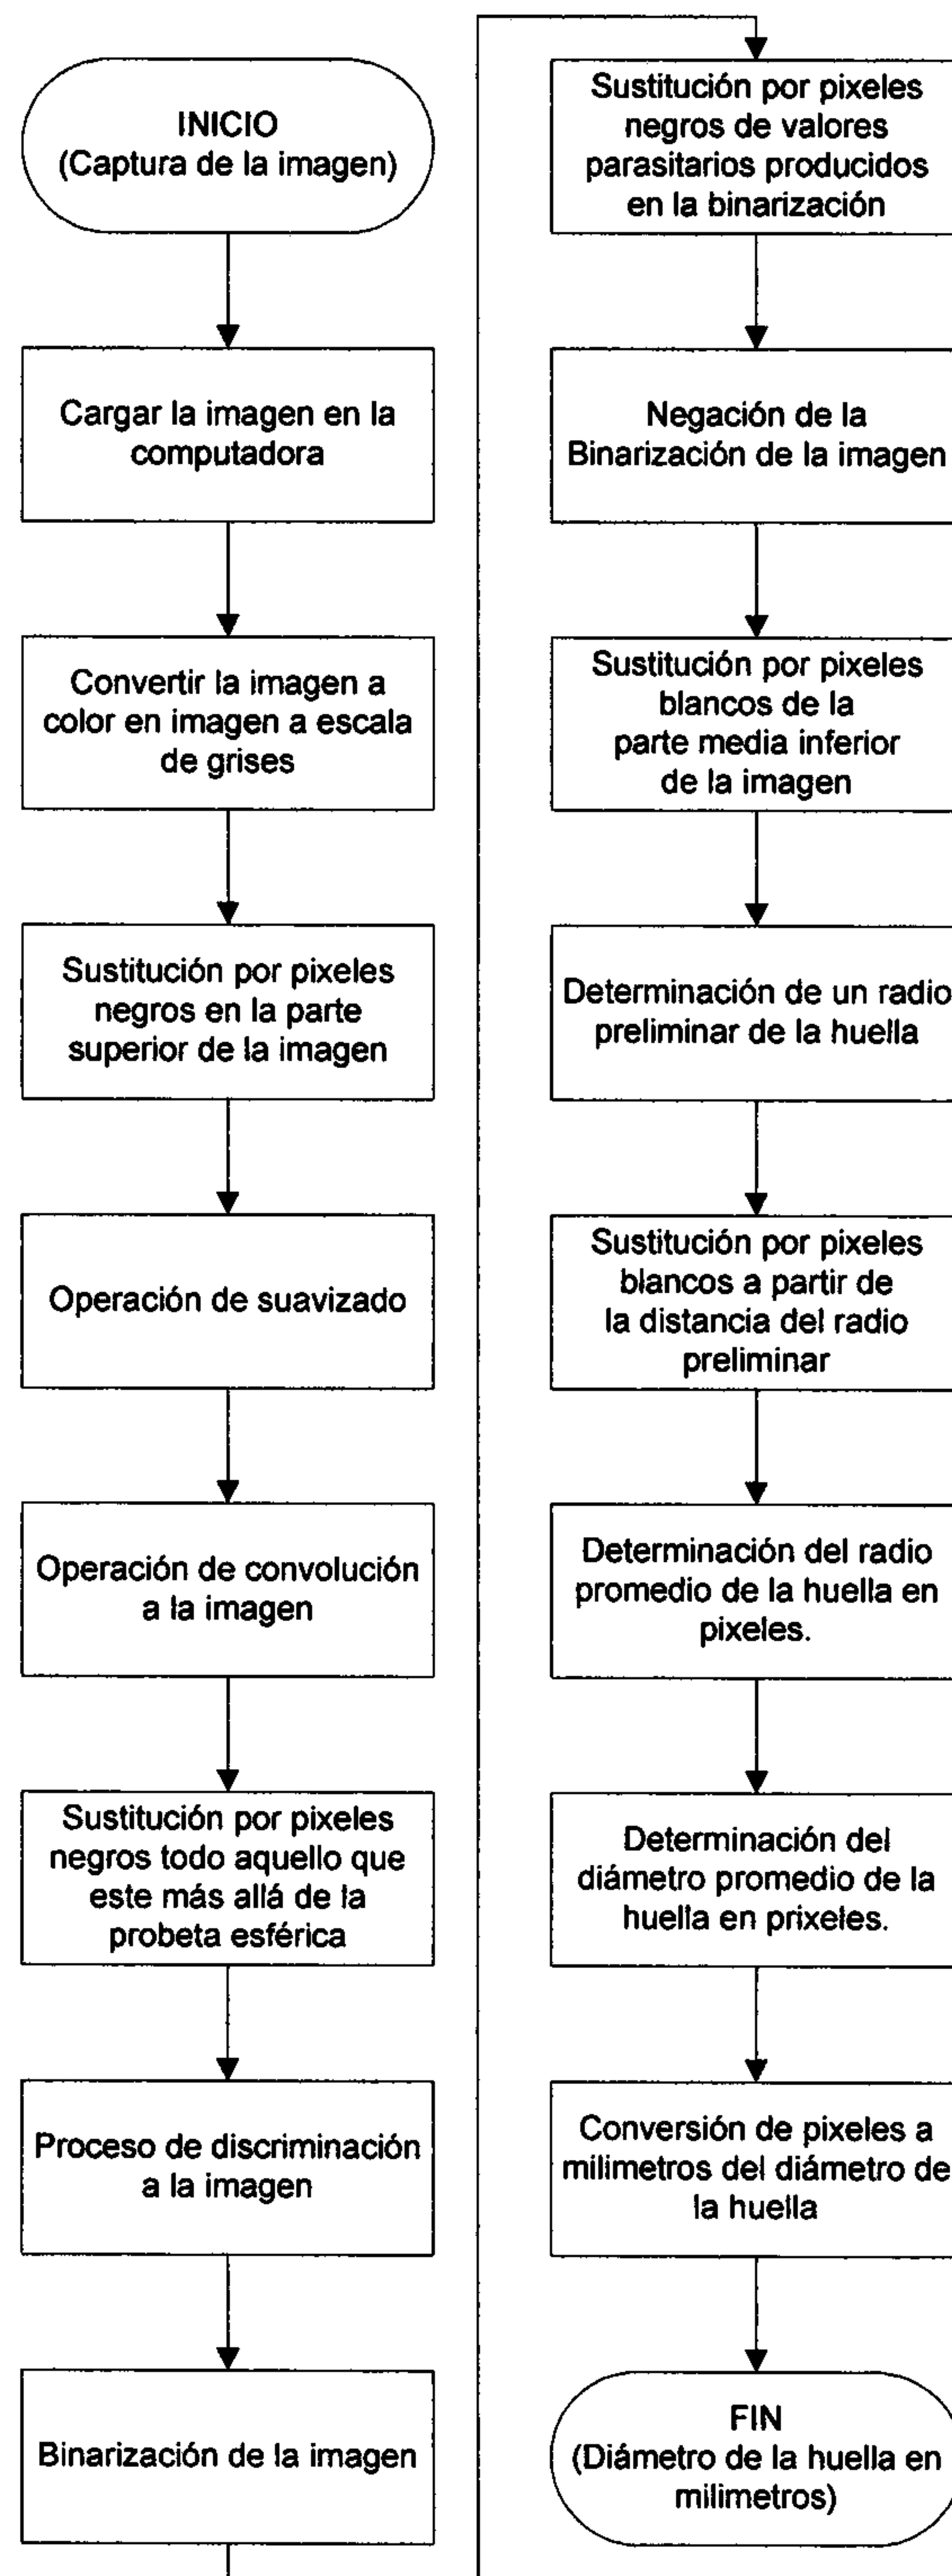 INICIO
(Captura de la imagen)
Cargar la imagen en la
computadora
Convertir la imagen a
color en imagen a escala
de grises
Sustitución por pixeles
negros en la parte
superior de la imagen
Operación de suavizado
Operación de convolución
a la imagen
Sustitución por pixeles
negros todo aquello que
este más allá de la
probeta esférica
Proceso de discriminación
a la imagen
Binarización de la imagen
Sustitución por pixeles
negros de valores
parasitarios producidos
en la binarización
Negación de la
Binarización de la imagen
Sustitución por pixeles
blancos de la
parte media inferior
de la imagen
Determinación de un radio
preliminar de la huella
Sustitución por pixeles
blancos a partir de
la distancia del radio
preliminar
Determinación del radio
promedio de la huella en
pixeles.
Determinación del
diámetro promedio de la
huella en prixeles.
Conversión de pixeles a
milimetros del diámetro de
la huella
FIN
(Diámetro de la huella en
milimetros)